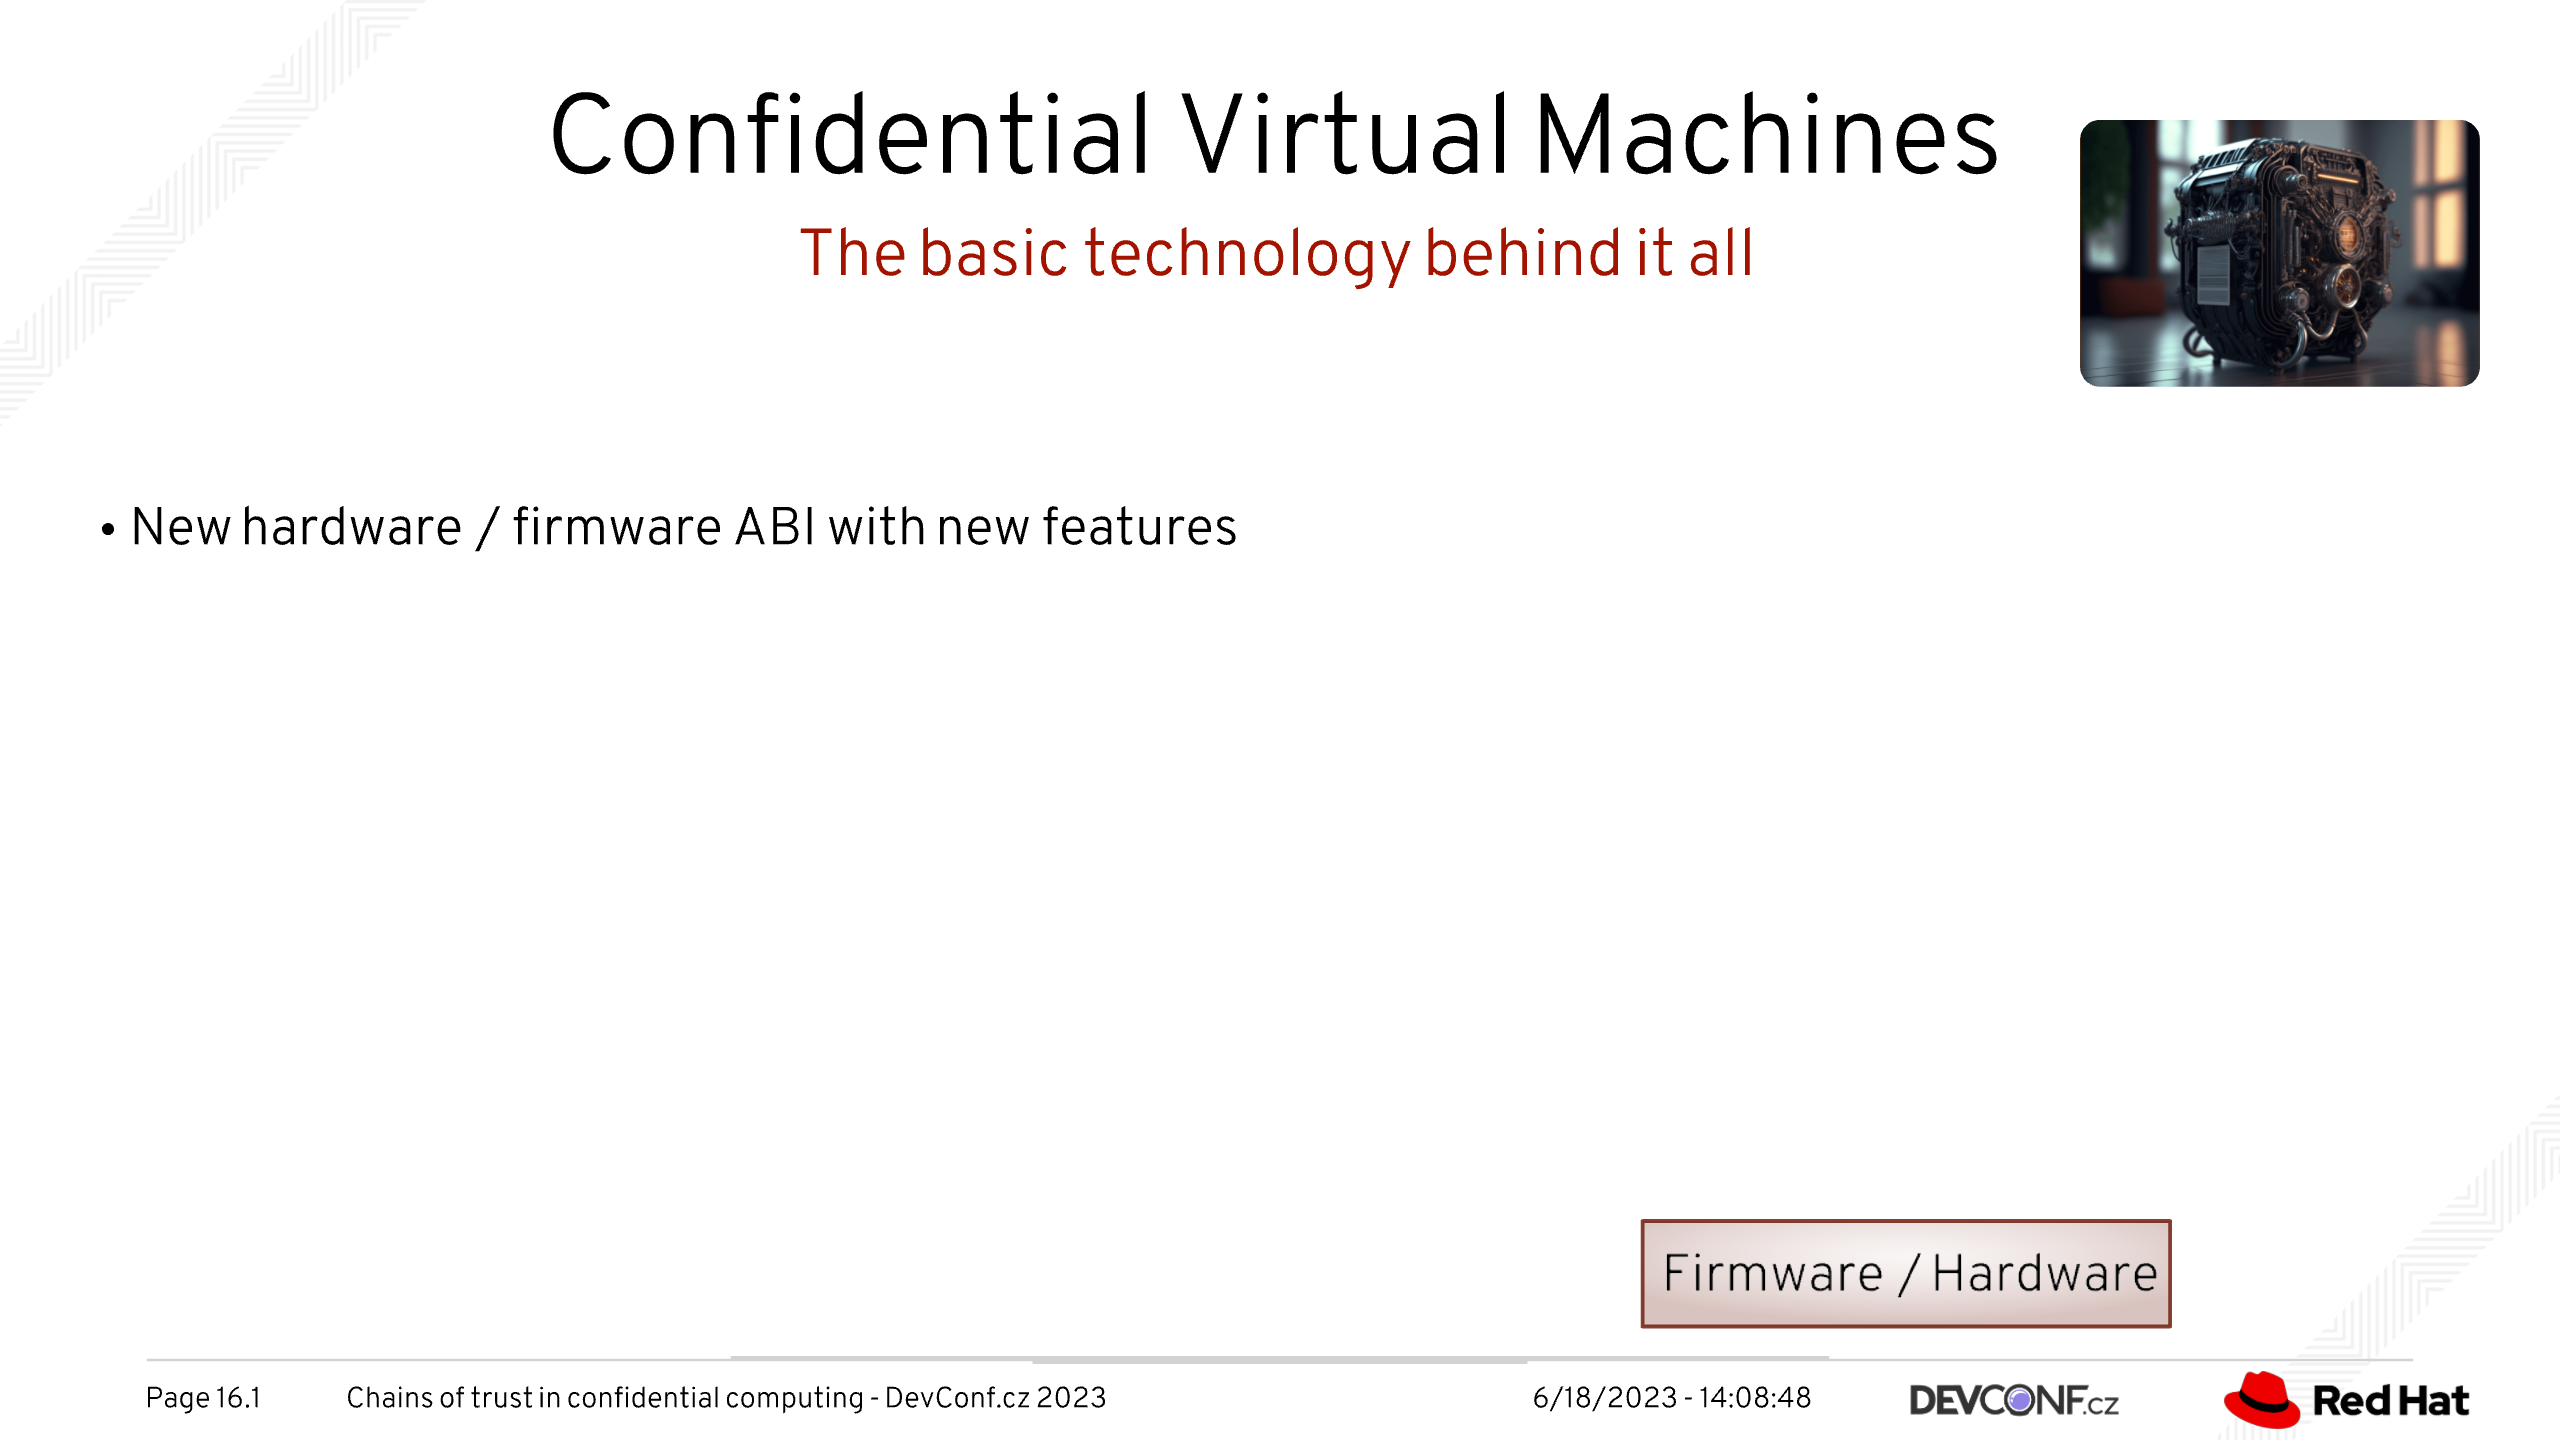 Confidential Virtual Machines
The basic technology behind it all
• New hardware / firmware ABI with new features
Firmware / Hardware
Page 16.1 Chains of trust in confidential computing - DevConf.cz 2023 6/18/2023 - 14:08:48 DEVCONF.cz Red Hat